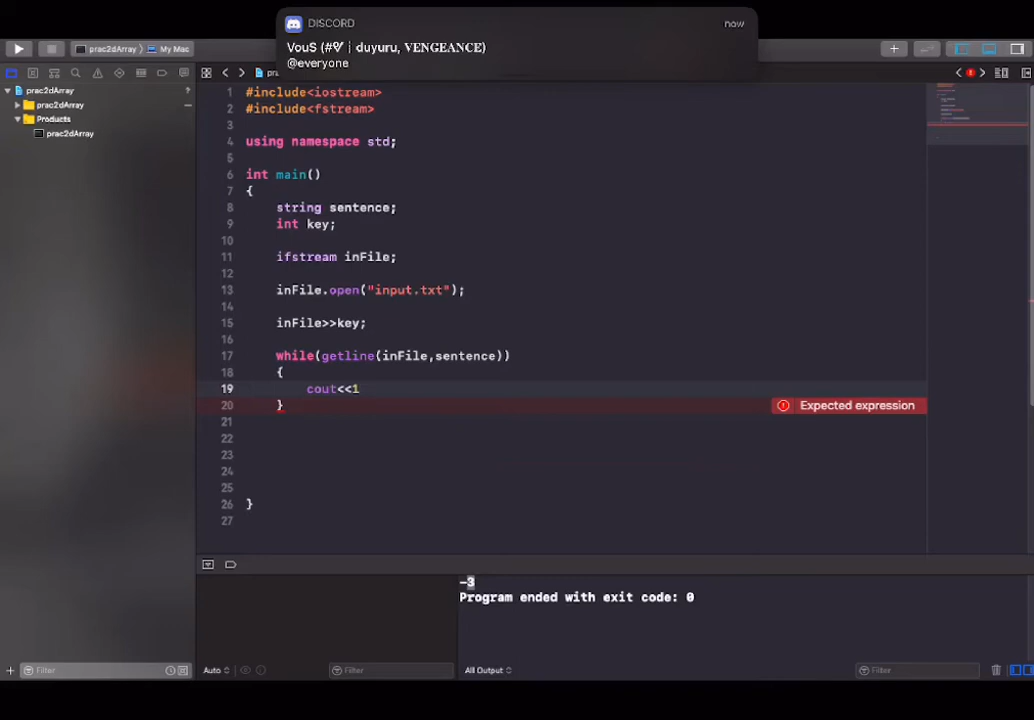 DISCORD now
VouS (# | duyuru, VENGEANCE)
@everyone
prac2dArray My Mac
prac2dArray ?
prac2dArray
Products
prac2dArray
1 #include<iostream>
2 #include<fstream>
3
4 using namespace std;
5
6 int main()
7 {
8 string sentence;
9 int key;
10
11 ifstream inFile;
12
13 inFile.open("input.txt");
14
15 inFile>>key;
16
17 while(getline(inFile,sentence))
18 {
19 cout<<1
20 } Expected expression
21
22
23
24
25
26 }
27
-3
Program ended with exit code: 0
Filter
Auto
Filter
All Output
Filter